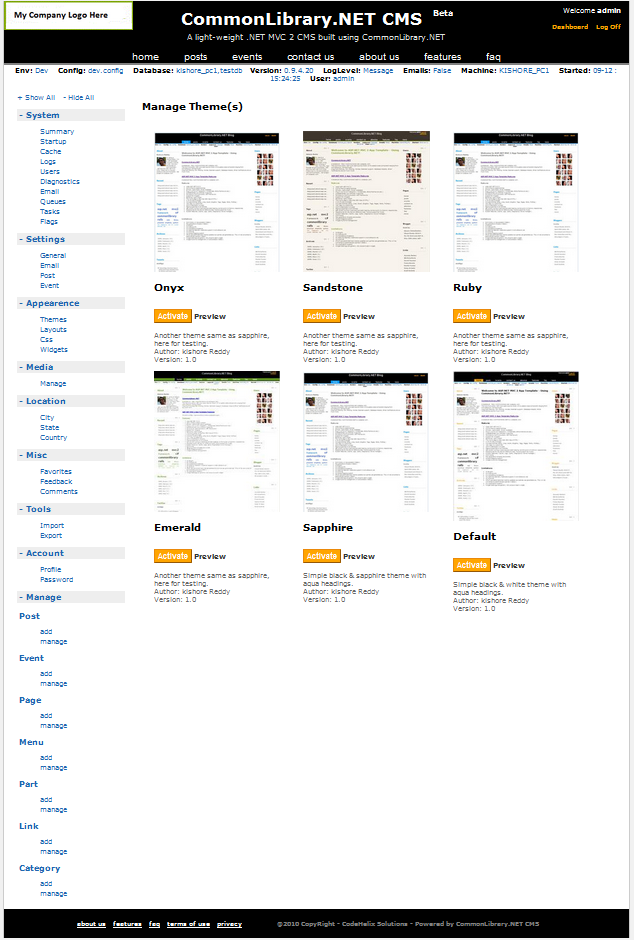 My Company Logo Here
CommonLibrary.NET CMS Beta
A light-weight .NET MVC 2 CMS built using CommonLibrary.NET
Welcome admin
Dashboard Log Off
home posts events contact us about us features faq
Env: Dev Config: dev.config Database: kishore_pc1,testdb Version: 0.9.4.20 LogLevel: Message Emails: False Machine: KISHORE_PC1 Started: 09-12 :
15:24:25 User: admin
+ Show All - Hide All
- System
Summary
Startup
Cache
Logs
Users
Diagnostics
Email
Queues
Tasks
Flags
- Settings
General
Email
Post
Event
- Appearence
Themes
Layouts
Css
Widgets
- Media
Manage
- Location
City
State
Country
- Misc
Favorites
Feedback
Comments
- Tools
Import
Export
- Account
Profile
Password
- Manage
Post
add
manage
Event
add
manage
Page
add
manage
Menu
add
manage
Part
add
manage
Link
add
manage
Category
add
manage
Manage Theme(s)
Onyx
Activate Preview
Another theme same as sapphire,
here for testing.
Author: kishore Reddy
Version: 1.0
Sandstone
Activate Preview
Another theme same as sapphire,
here for testing.
Author: kishore Reddy
Version: 1.0
Ruby
Activate Preview
Another theme same as sapphire,
here for testing.
Author: kishore Reddy
Version: 1.0
Emerald
Activate Preview
Another theme same as sapphire,
here for testing.
Author: kishore Reddy
Version: 1.0
Sapphire
Activate Preview
Simple black & sapphire theme with
aqua headings.
Author: kishore Reddy
Version: 1.0
Default
Activate Preview
Simple black & white theme with
aqua headings.
Author: kishore Reddy
Version: 1.0
about us features faq terms of use privacy ©2010 CopyRight - CodeHelix Solutions - Powered by CommonLibrary.NET CMS